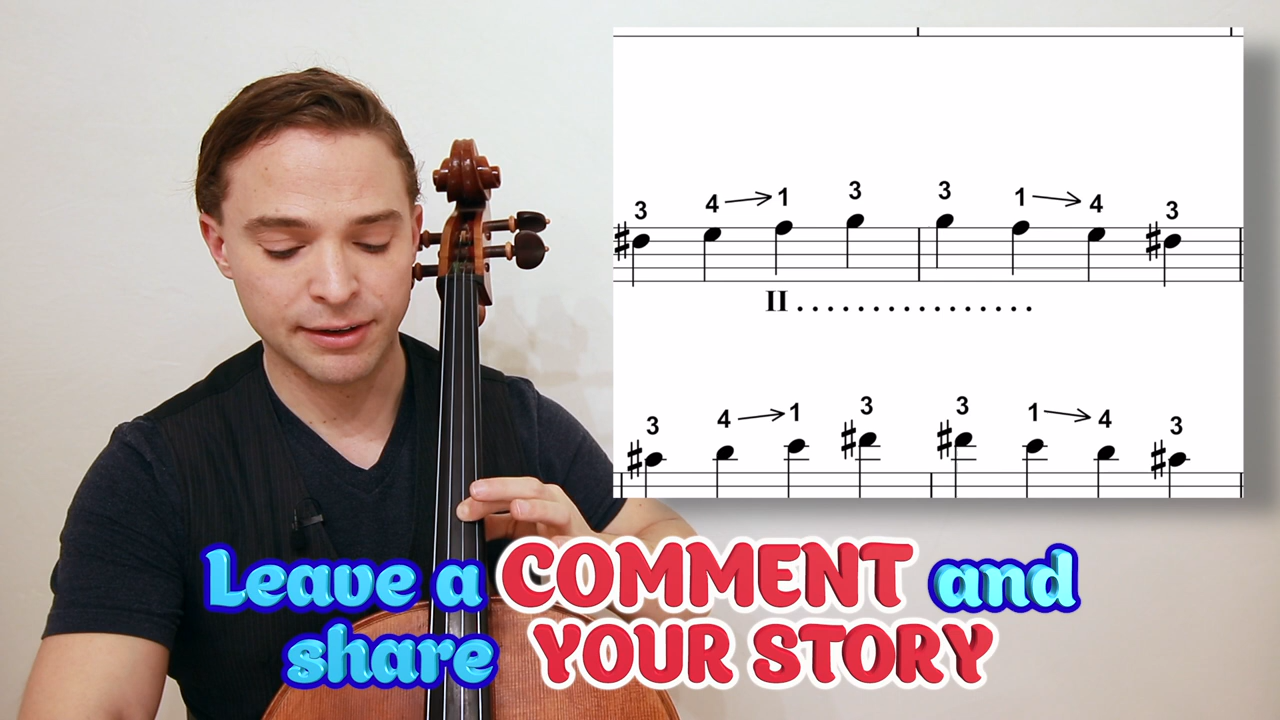 3 4 1 3 3 1 4 3
II................
3 4 1 3 3 1 4 3
Leave a COMMENT and
share YOUR STORY